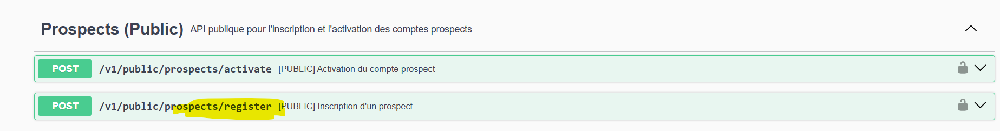 Prospects (Public) API publique pour l'inscription et l'activation des comptes prospects
POST /v1/public/prospects/activate [PUBLIC] Activation du compte prospect
POST /v1/public/prospects/register [PUBLIC] Inscription d'un prospect